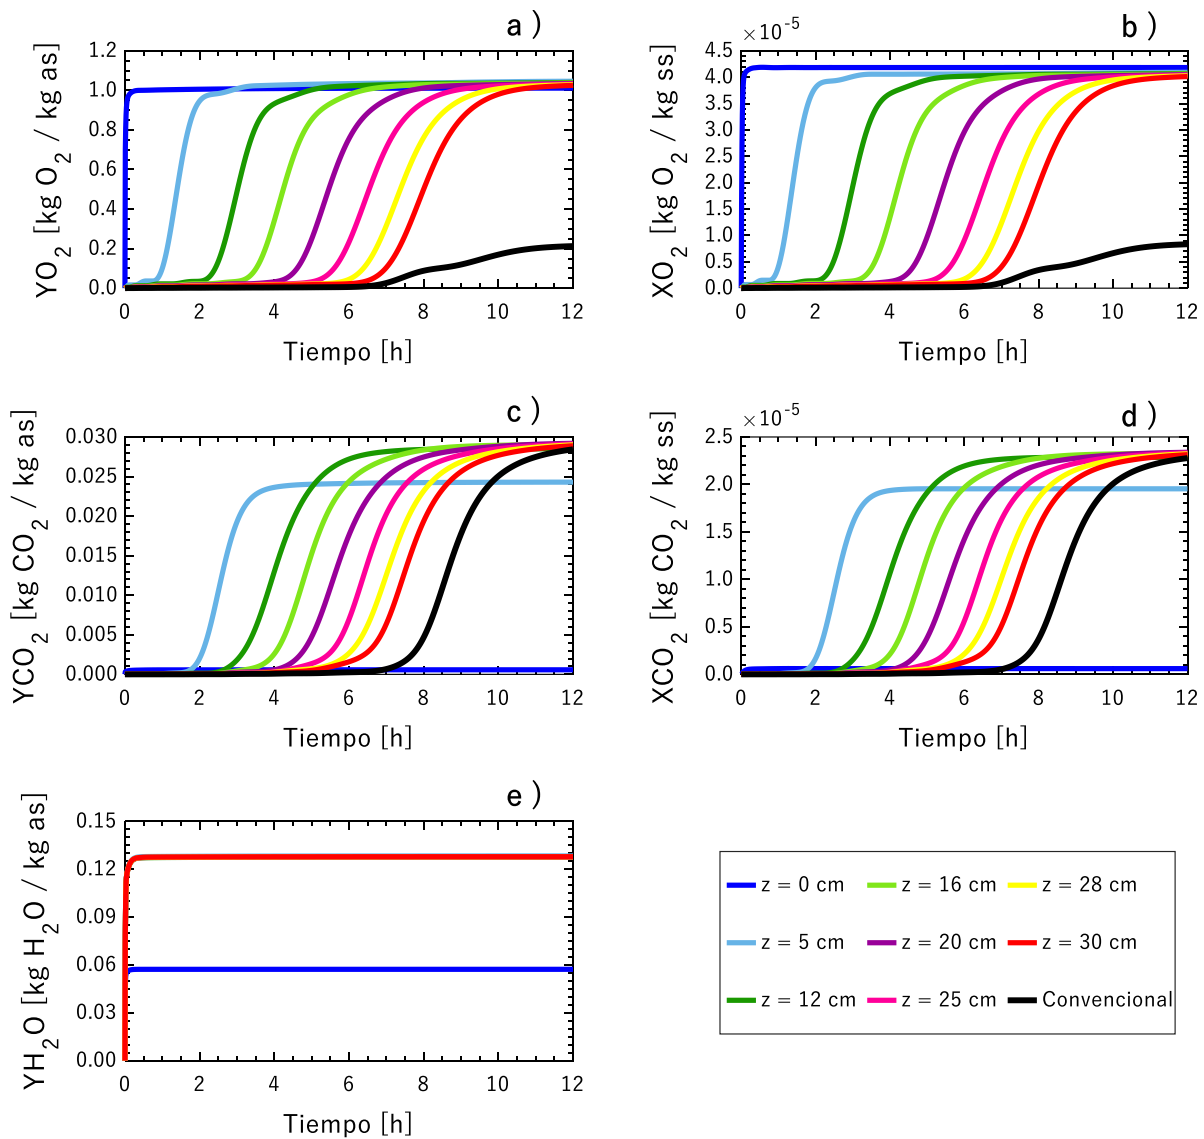 a )
YO2 [kg O2 / kg as]
1.2
1.0
0.8
0.6
0.4
0.2
0.0
0 2 4 6 8 10 12
Tiempo [h]
b )
×10-5
XO2 [kg O2 / kg ss]
4.5
4.0
3.5
3.0
2.5
2.0
1.5
1.0
0.5
0.0
0 2 4 6 8 10 12
Tiempo [h]
c )
YCO2 [kg CO2 / kg as]
0.030
0.025
0.020
0.015
0.010
0.005
0.000
0 2 4 6 8 10 12
Tiempo [h]
d )
×10-5
XCO2 [kg CO2 / kg ss]
2.5
2.0
1.5
1.0
0.5
0.0
0 2 4 6 8 10 12
Tiempo [h]
e )
YH2O [kg H2O / kg as]
0.15
0.12
0.09
0.06
0.03
0.00
0 2 4 6 8 10 12
Tiempo [h]
z = 0 cm z = 16 cm z = 28 cm
z = 5 cm z = 20 cm z = 30 cm
z = 12 cm z = 25 cm Convencional